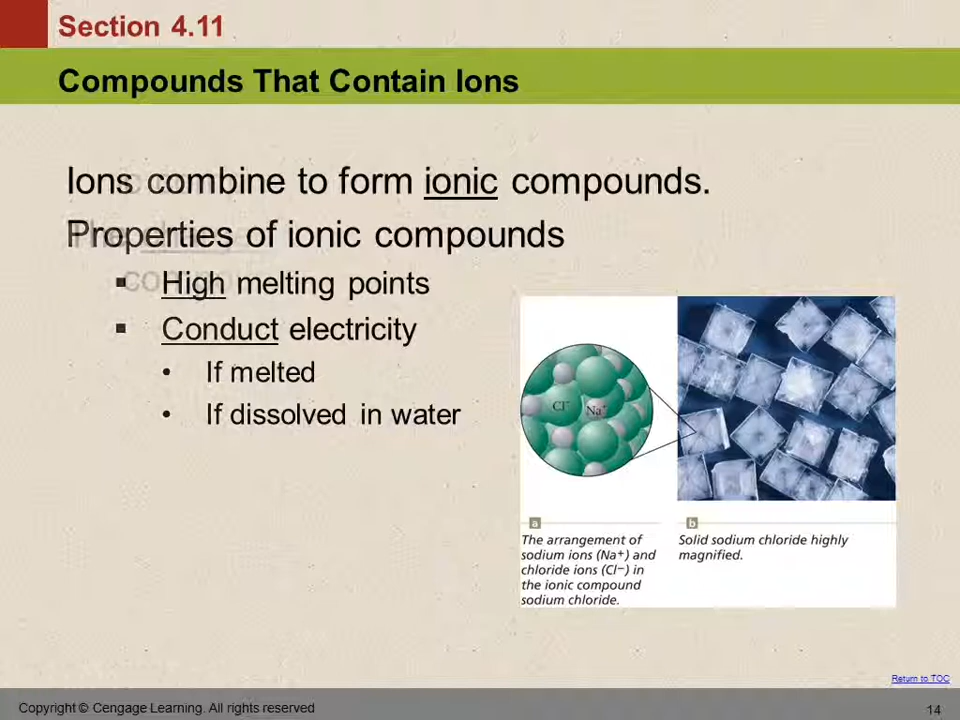 Section 4.11
Compounds That Contain Ions
Ions combine to form ionic compounds.
Properties of ionic compounds
▪ High melting points
▪ Conduct electricity
• If melted
• If dissolved in water
Cl⁻ Na⁺
a
The arrangement of
sodium ions (Na+) and
chloride ions (Cl−) in
the ionic compound
sodium chloride.
b
Solid sodium chloride highly
magnified.
Return to TOC
Copyright © Cengage Learning. All rights reserved
14